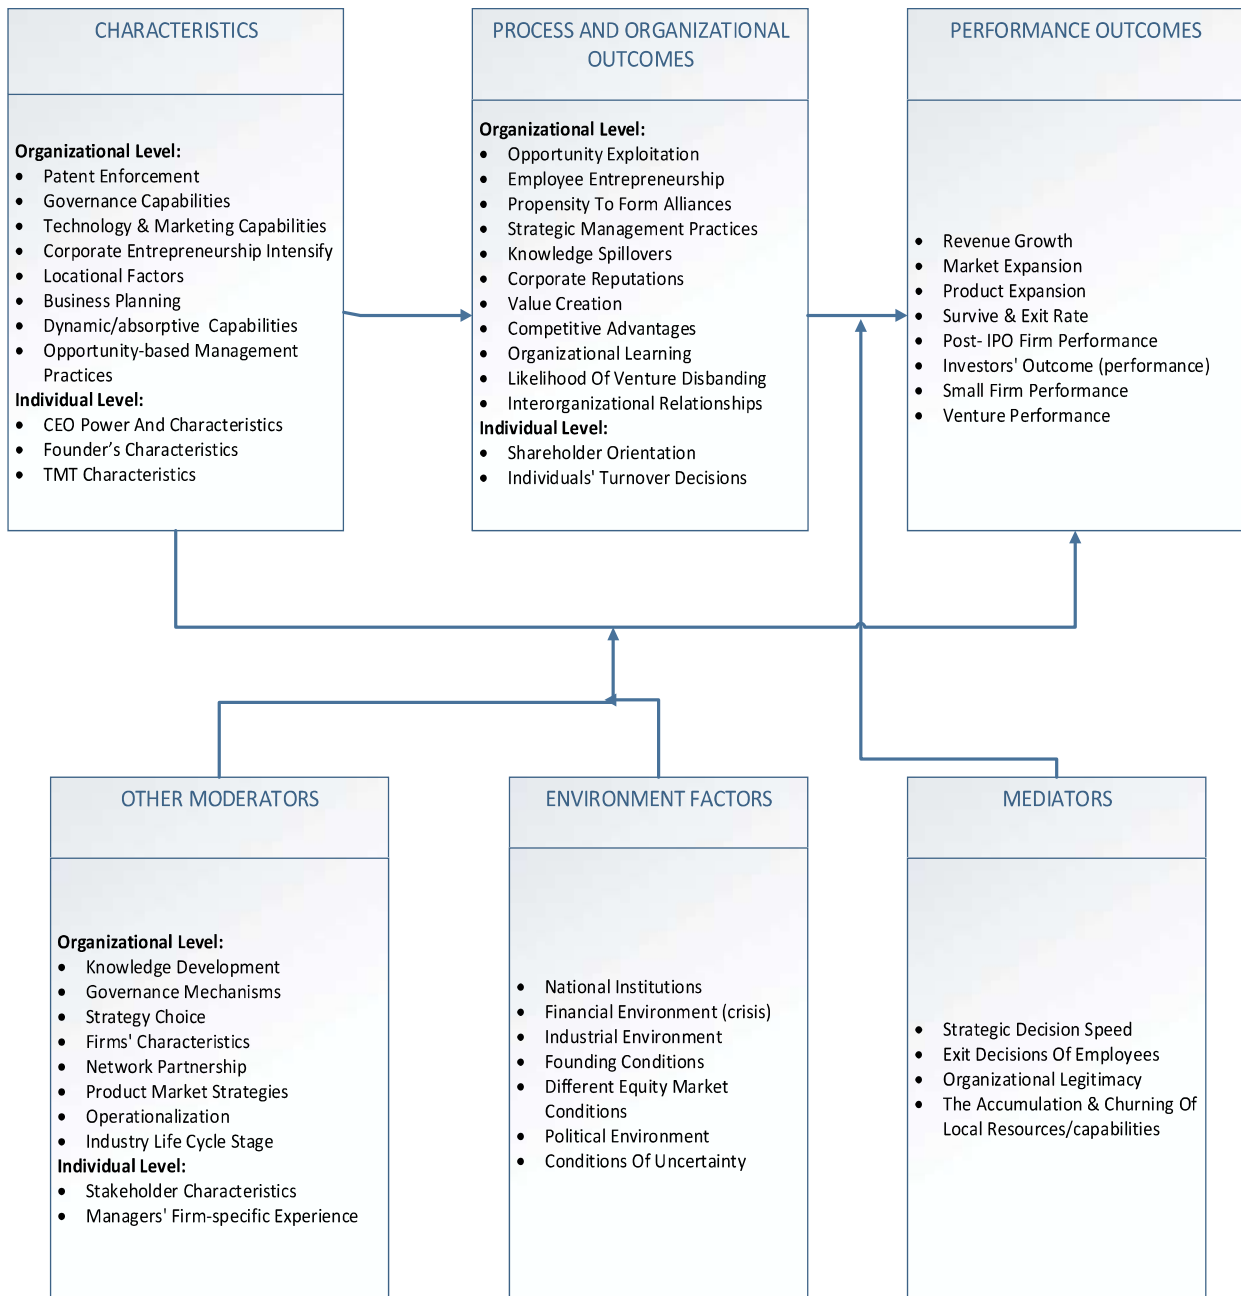 CHARACTERISTICS
Organizational Level:
• Patent Enforcement
• Governance Capabilities
• Technology & Marketing Capabilities
• Corporate Entrepreneurship Intensify
• Locational Factors
• Business Planning
• Dynamic/absorptive Capabilities
• Opportunity-based Management
Practices
Individual Level:
• CEO Power And Characteristics
• Founder’s Characteristics
• TMT Characteristics
PROCESS AND ORGANIZATIONAL
OUTCOMES
Organizational Level:
• Opportunity Exploitation
• Employee Entrepreneurship
• Propensity To Form Alliances
• Strategic Management Practices
• Knowledge Spillovers
• Corporate Reputations
• Value Creation
• Competitive Advantages
• Organizational Learning
• Likelihood Of Venture Disbanding
• Interorganizational Relationships
Individual Level:
• Shareholder Orientation
• Individuals' Turnover Decisions
PERFORMANCE OUTCOMES
• Revenue Growth
• Market Expansion
• Product Expansion
• Survive & Exit Rate
• Post- IPO Firm Performance
• Investors' Outcome (performance)
• Small Firm Performance
• Venture Performance
OTHER MODERATORS
Organizational Level:
• Knowledge Development
• Governance Mechanisms
• Strategy Choice
• Firms' Characteristics
• Network Partnership
• Product Market Strategies
• Operationalization
• Industry Life Cycle Stage
Individual Level:
• Stakeholder Characteristics
• Managers' Firm-specific Experience
ENVIRONMENT FACTORS
• National Institutions
• Financial Environment (crisis)
• Industrial Environment
• Founding Conditions
• Different Equity Market
Conditions
• Political Environment
• Conditions Of Uncertainty
MEDIATORS
• Strategic Decision Speed
• Exit Decisions Of Employees
• Organizational Legitimacy
• The Accumulation & Churning Of
Local Resources/capabilities